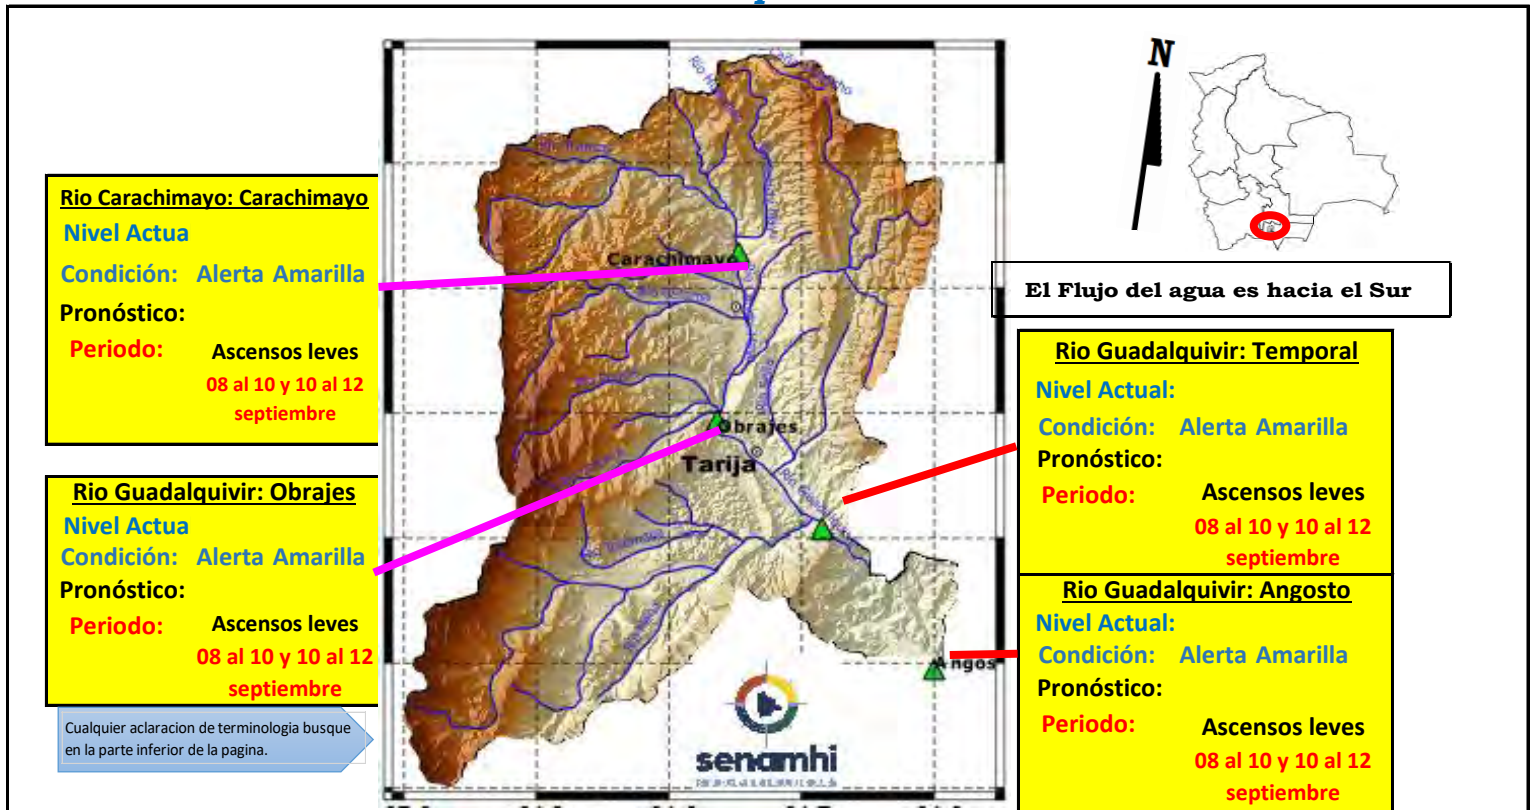 Rio Carachimayo: Carachimayo
Nivel Actua
Condición: Alerta Amarilla
Pronóstico:
Periodo: Ascensos leves
08 al 10 y 10 al 12
septiembre
Rio Guadalquivir: Obrajes
Nivel Actua
Condición: Alerta Amarilla
Pronóstico:
Periodo: Ascensos leves
08 al 10 y 10 al 12
septiembre
Cualquier aclaracion de terminologia busque
en la parte inferior de la pagina.
Carachimayo
Obrajes
Tarija
Angos
senamhi
N
El Flujo del agua es hacia el Sur
Rio Guadalquivir: Temporal
Nivel Actual:
Condición: Alerta Amarilla
Pronóstico:
Periodo: Ascensos leves
08 al 10 y 10 al 12
septiembre
Rio Guadalquivir: Angosto
Nivel Actual:
Condición: Alerta Amarilla
Pronóstico:
Periodo: Ascensos leves
08 al 10 y 10 al 12
septiembre